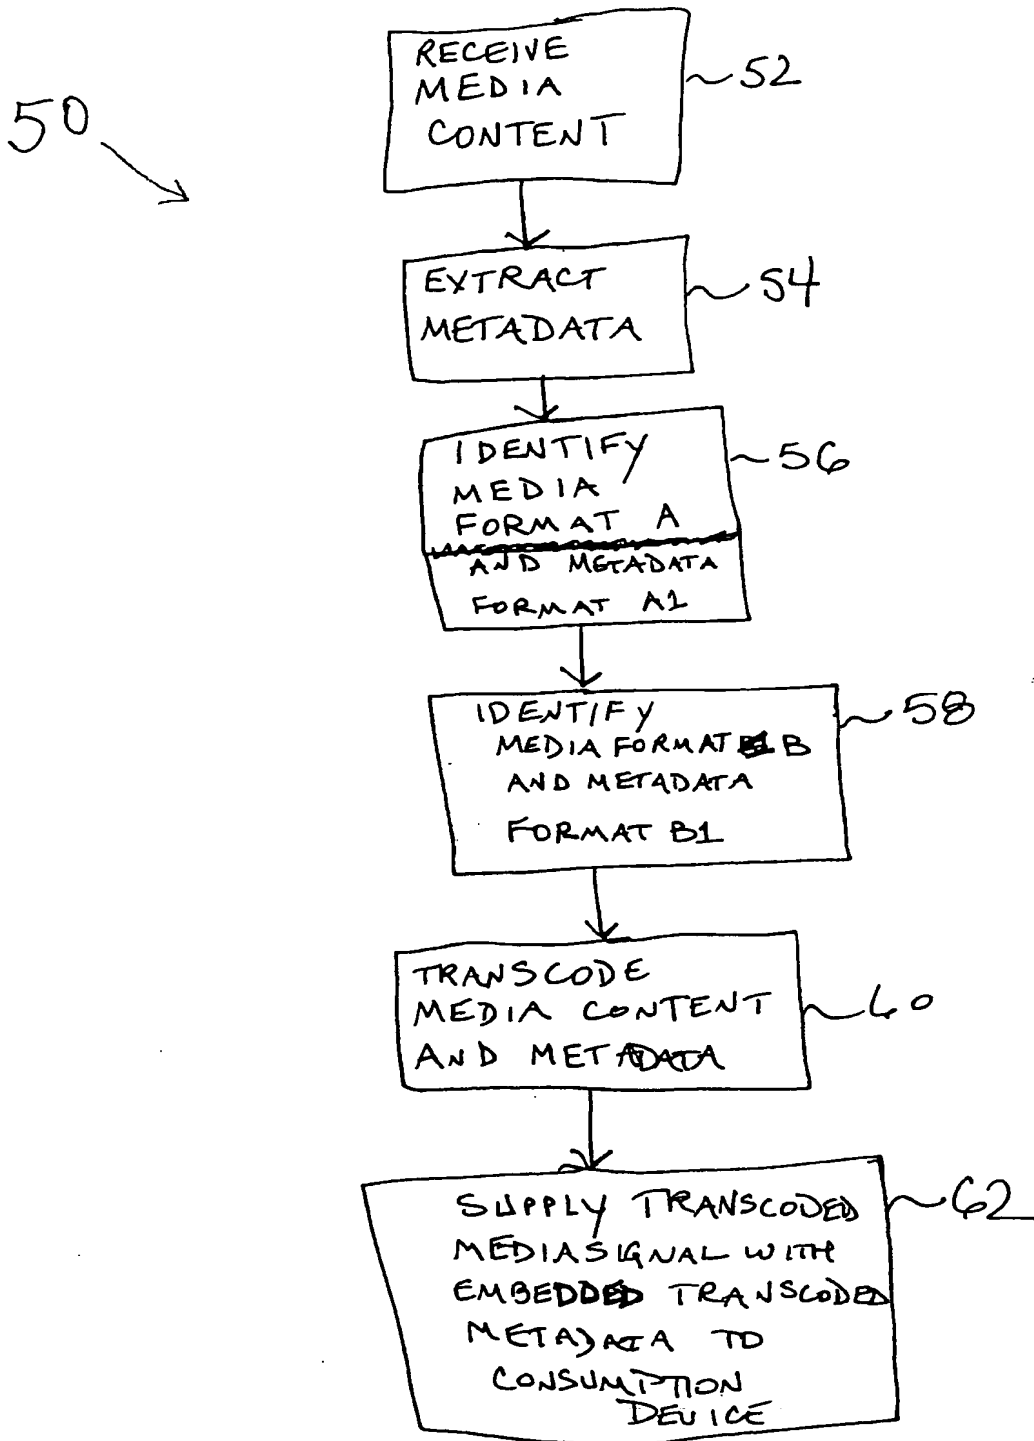 50
RECEIVE
MEDIA
CONTENT
52
EXTRACT
METADATA
54
IDENTIFY
MEDIA
FORMAT A
AND METADATA
FORMAT A1
56
IDENTIFY
MEDIA FORMAT B
AND METADATA
FORMAT B1
58
TRANSCODE
MEDIA CONTENT
AND METADATA
60
SUPPLY TRANSCODED
MEDIA SIGNAL WITH
EMBEDDED TRANSCODED
METADATA TO
CONSUMPTION
DEVICE
62